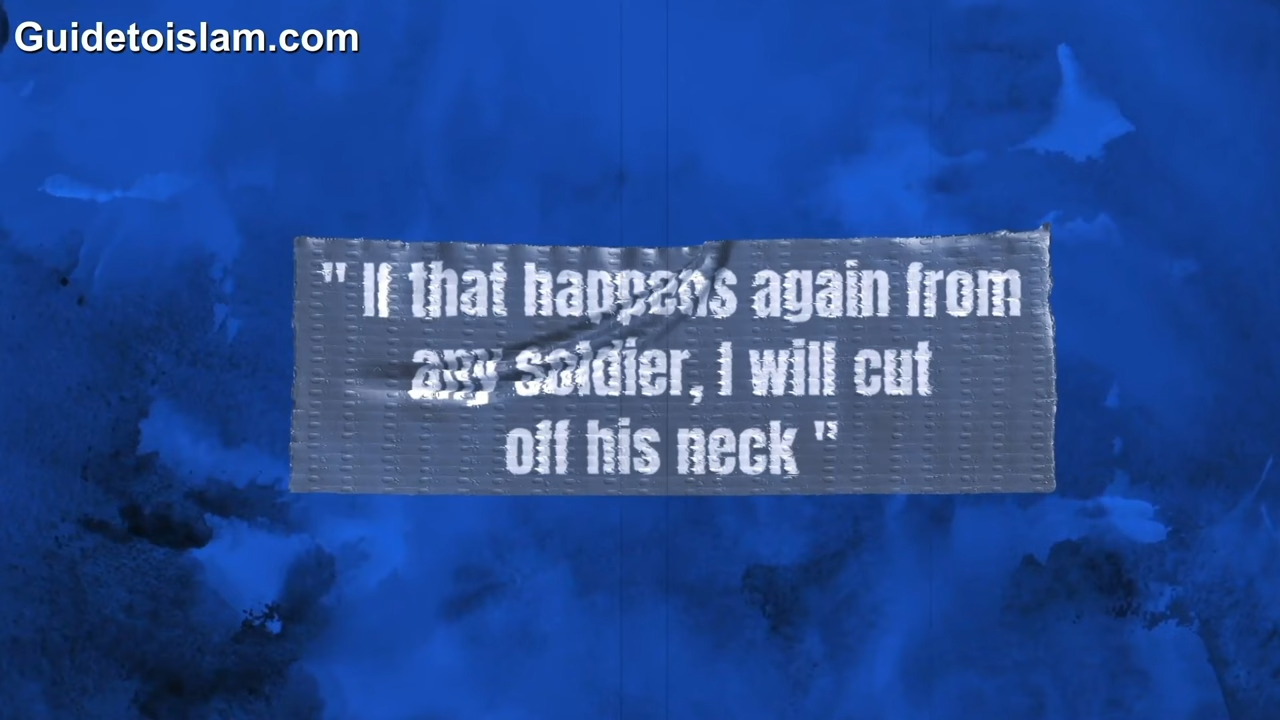 Guidetoislam.com
" If that happens again from
any soldier, I will cut
off his neck "